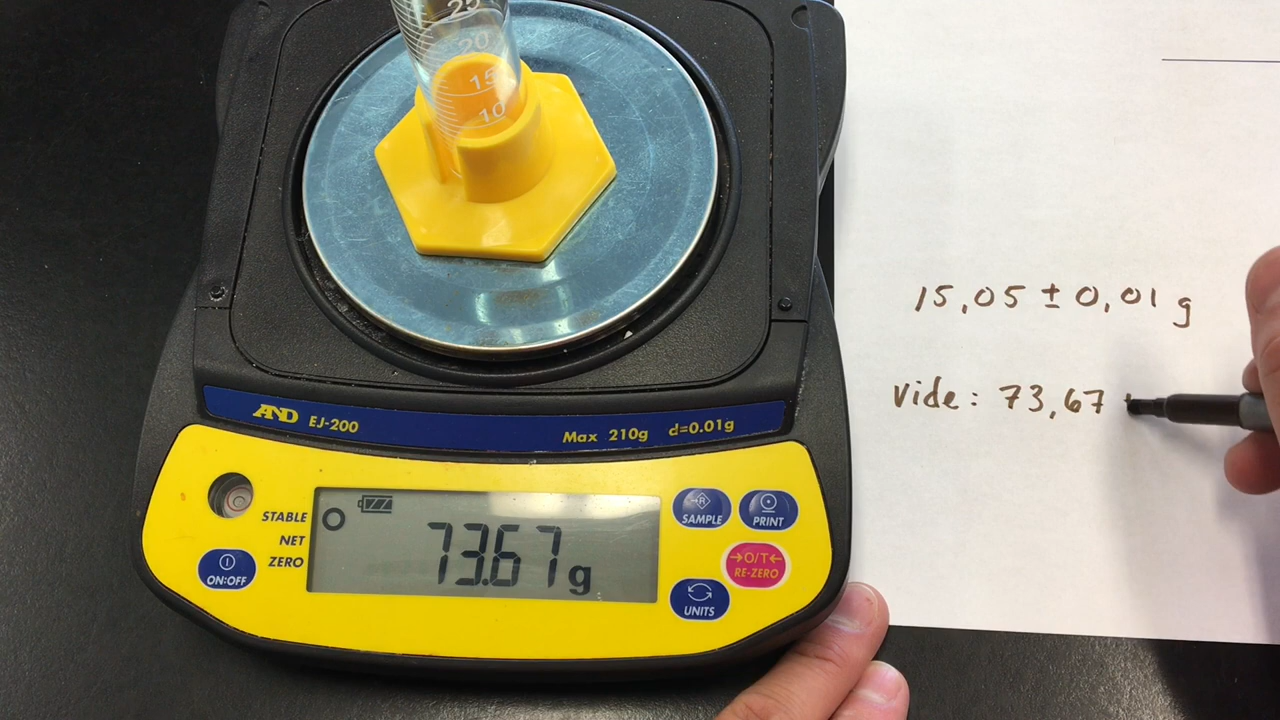 25
20
15
10
15,05 ± 0,01 g
vide : 73,67
AND EJ-200
Max 210g d=0.01g
STABLE
NET
ZERO
ON:OFF
73.67 g
→R
SAMPLE
PRINT
→O/T←
RE-ZERO
UNITS